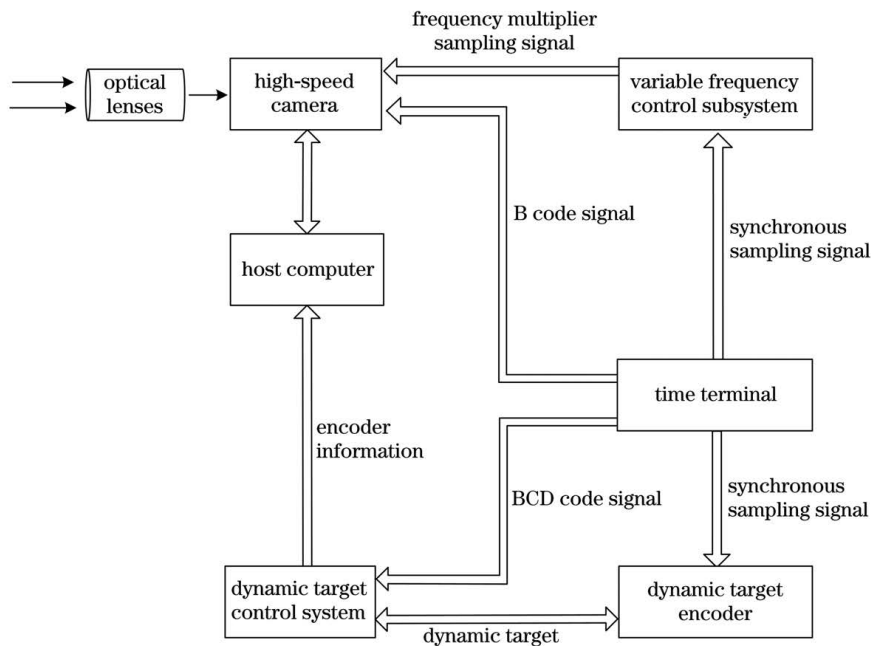 frequency multiplier
sampling signal
optical
lenses
high-speed
camera
variable frequency
control subsystem
B code signal
synchronous
sampling signal
host computer
time terminal
encoder
information
BCD code signal
synchronous
sampling signal
dynamic target
control system
dynamic target
encoder
dynamic target